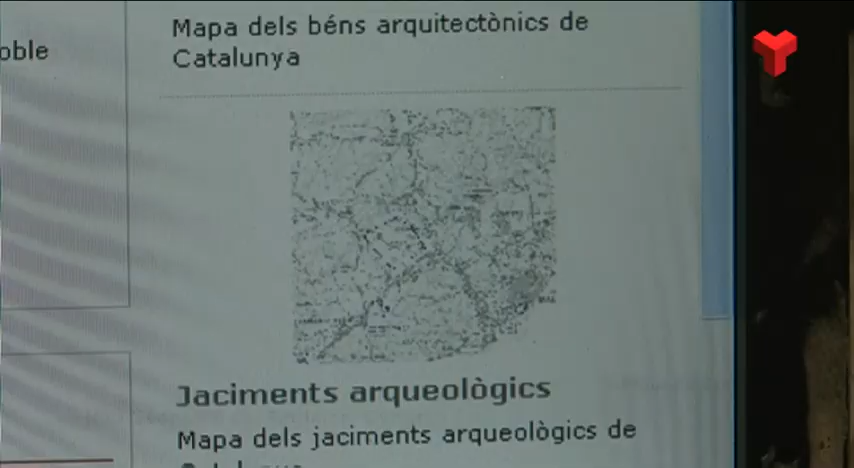 oble
Mapa dels béns arquitectònics de
Catalunya
Jaciments arqueològics
Mapa dels jaciments arqueològics de